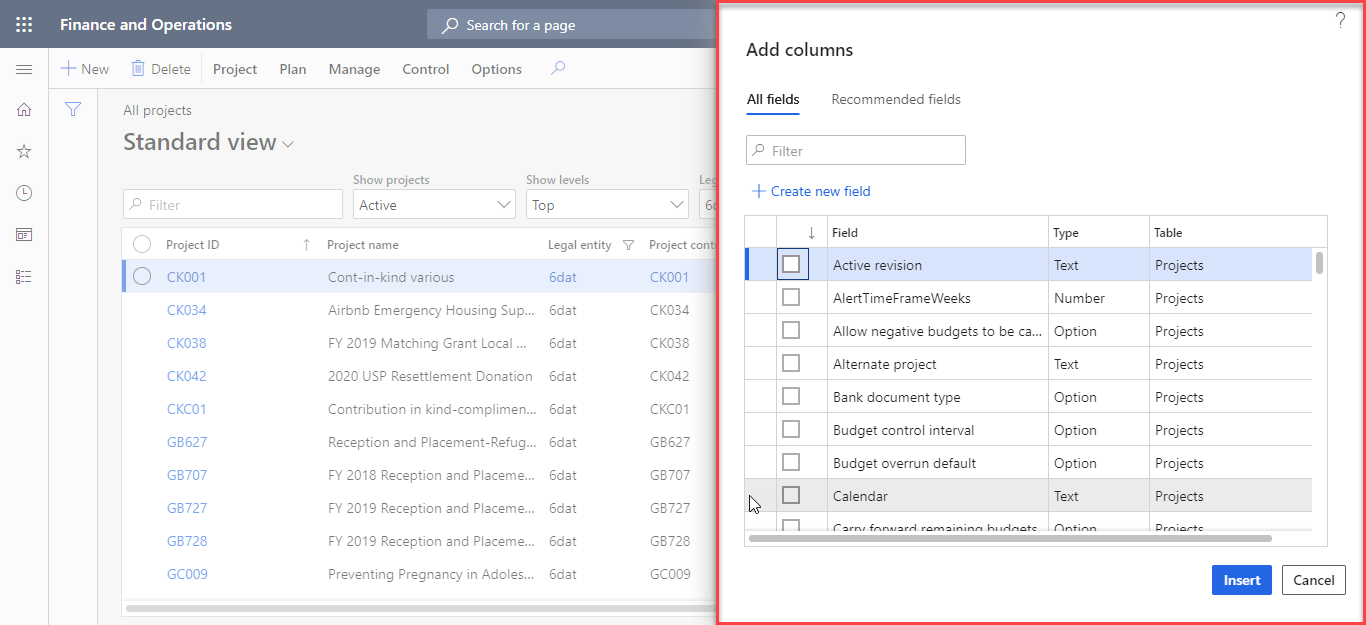 Finance and Operations
Search for a page
New
Delete
Project
Plan
Manage
Control
Options
All projects
Standard view
Show projects
Show levels
Filter
Active
Top
Project ID
Project name
Legal entity
CK001 Cont-in-kind various 6dat CK001
CK034 Airbnb Emergency Housing Sup... 6dat CK034
CK038 FY 2019 Matching Grant Local ... 6dat CK038
CK042 2020 USP Resettlement Donation 6dat CK042
CKC01 Contribution in kind-complimen... 6dat CKC01
GB627 Reception and Placement-Refug... 6dat GB627
GB707 FY 2018 Reception and Placeme... 6dat GB707
GB727 FY 2019 Reception and Placeme... 6dat GB727
GB728 FY 2019 Reception and Placeme... 6dat GB728
GC009 Preventing Pregnancy in Adoles... 6dat GC009
?
Add columns
All fields
Recommended fields
Filter
Create new field
Field Type Table
Active revision Text Projects
AlertTimeFrameWeeks Number Projects
Allow negative budgets to be ca... Option Projects
Alternate project Text Projects
Bank document type Option Projects
Budget control interval Option Projects
Budget overrun default Option Projects
Calendar Text Projects
Carry forward remaining budgets Option Projects
Insert
Cancel